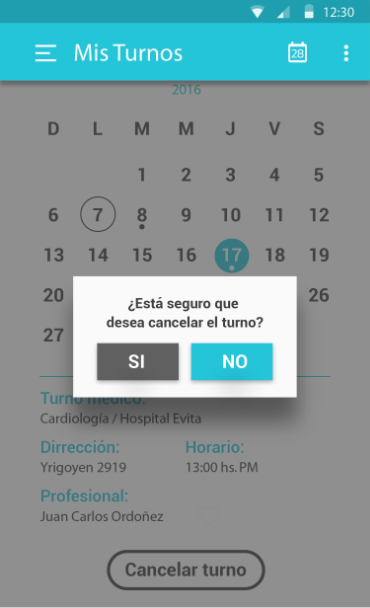 12:30
Mis Turnos
28
2016
D L M M J V S
1 2 3 4 5
6 7 8 9 10 11 12
13 14 15 16 17 18 19
20 26
¿Está seguro que
desea cancelar el turno?
27
SI NO
Turno médico:
Cardiología / Hospital Evita
Dirrección: Horario:
Yrigoyen 2919 13:00 hs. PM
Profesional:
Juan Carlos Ordoñez
Cancelar turno